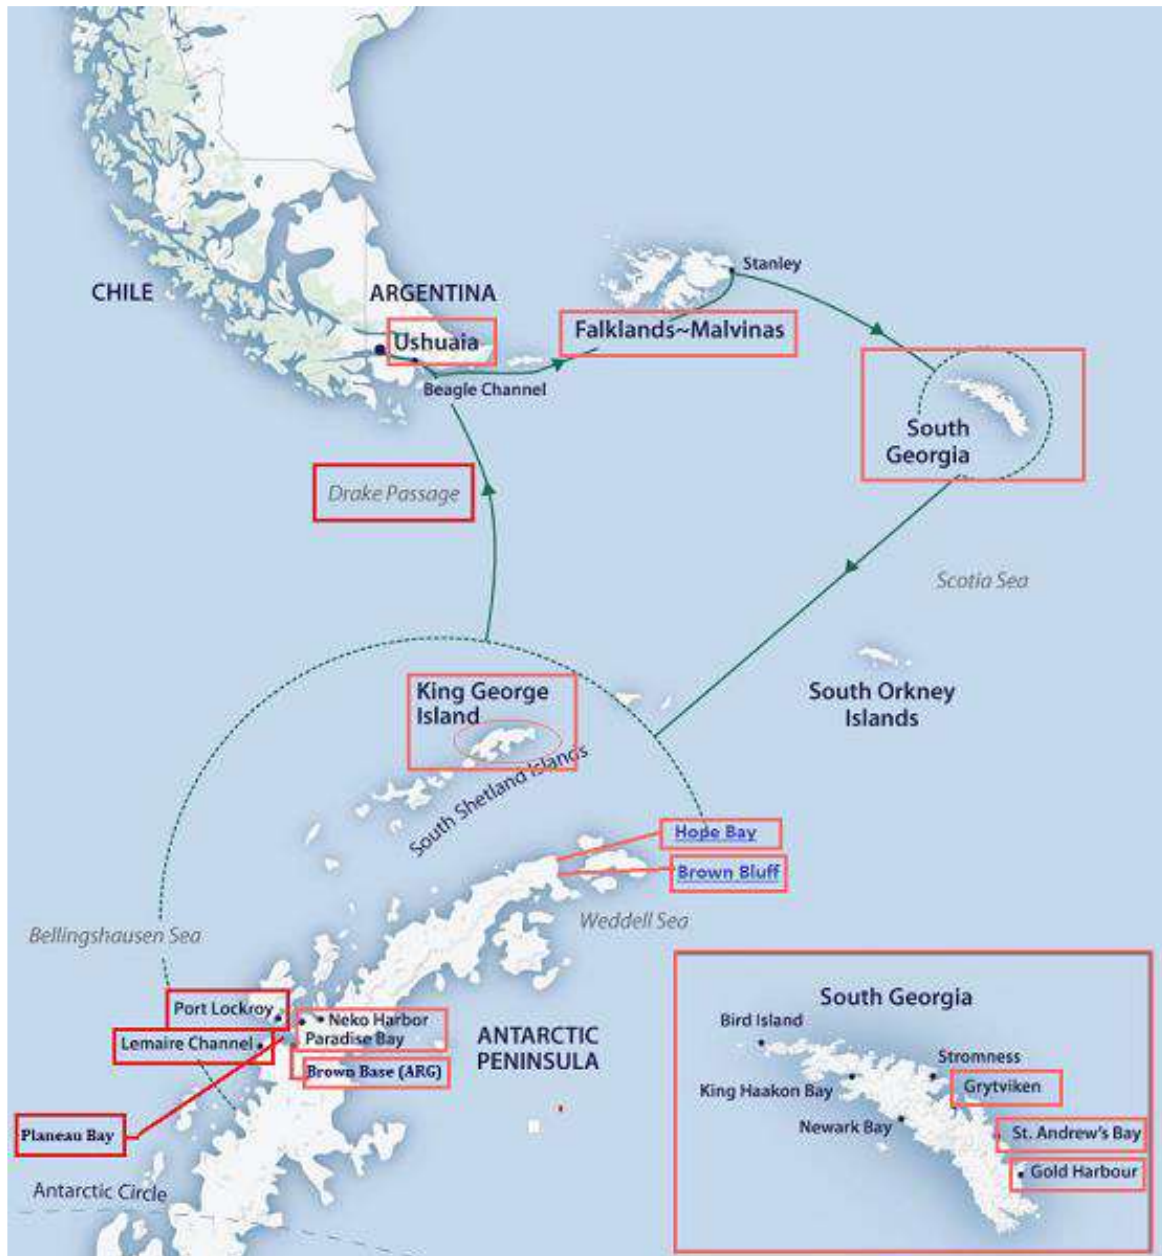 Stanley
CHILE
ARGENTINA
Falklands~Malvinas
Ushuaia
Beagle Channel
South
Georgia
Drake Passage
Scotia Sea
King George
Island
South Orkney
Islands
South Shetland Islands
Hope Bay
Brown Bluff
Weddell Sea
Bellingshausen Sea
Port Lockroy
Neko Harbor
Lemaire Channel
Paradise Bay
ANTARCTIC
PENINSULA
Brown Base (ARG)
Planeau Bay
Antarctic Circle
South Georgia
Bird Island
Stromness
King Haakon Bay
Grytviken
Newark Bay
St. Andrew's Bay
Gold Harbour